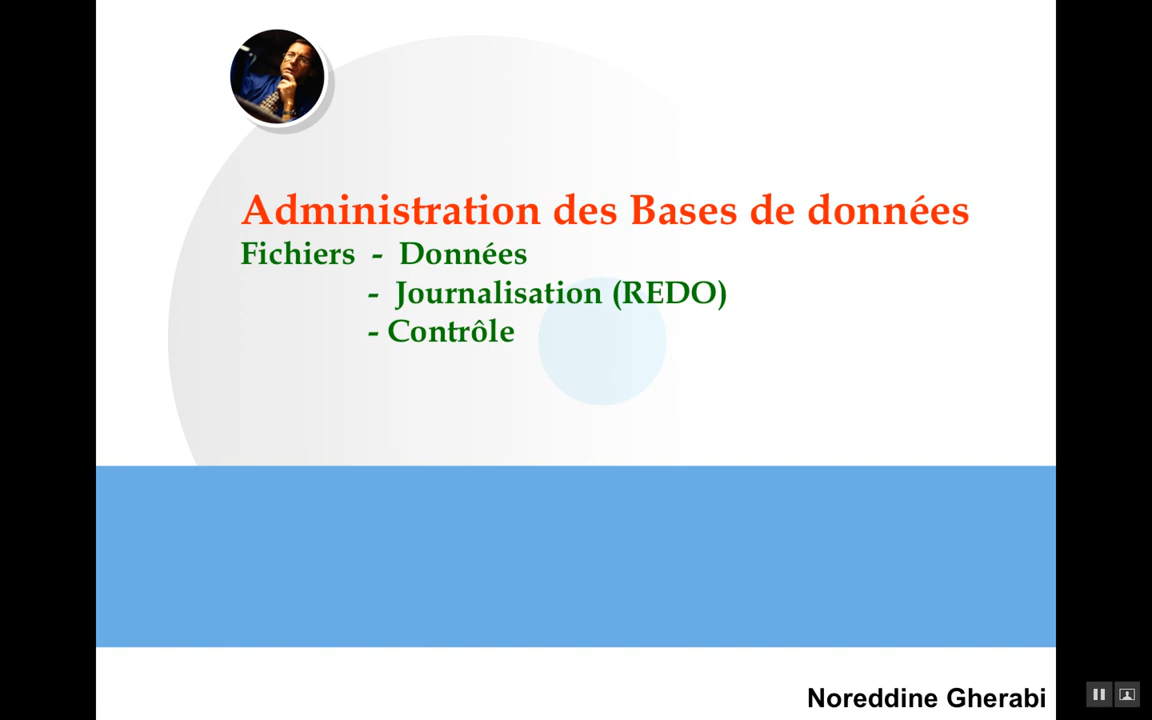 Administration des Bases de données
Fichiers - Données
- Journalisation (REDO)
- Contrôle
Noreddine Gherabi